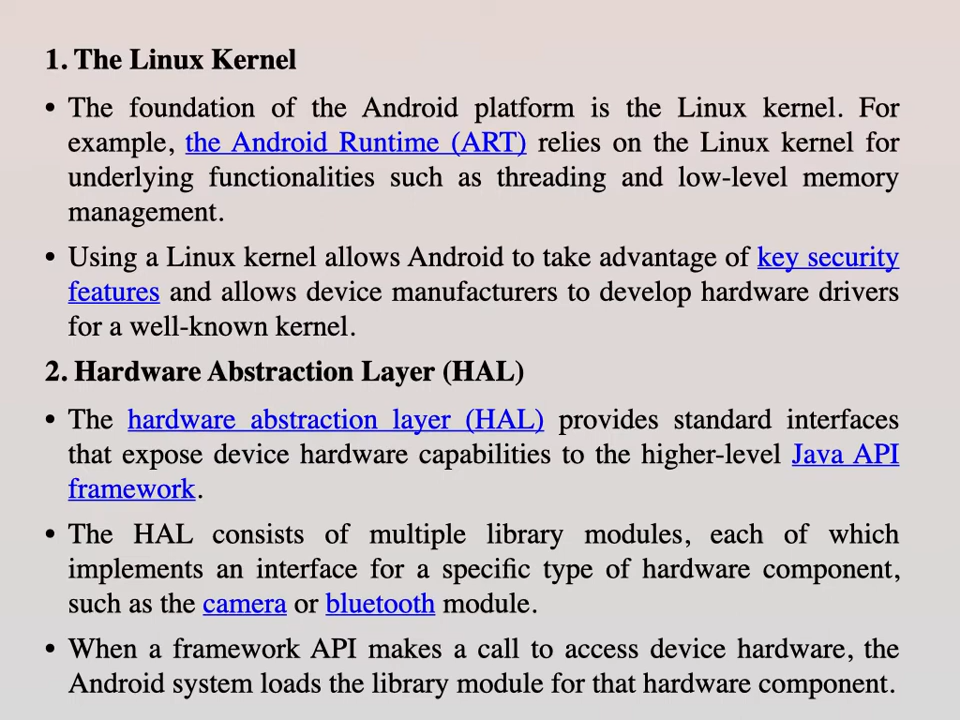 1. The Linux Kernel
• The foundation of the Android platform is the Linux kernel. For
example, the Android Runtime (ART) relies on the Linux kernel for
underlying functionalities such as threading and low-level memory
management.
• Using a Linux kernel allows Android to take advantage of key security
features and allows device manufacturers to develop hardware drivers
for a well-known kernel.
2. Hardware Abstraction Layer (HAL)
• The hardware abstraction layer (HAL) provides standard interfaces
that expose device hardware capabilities to the higher-level Java API
framework.
• The HAL consists of multiple library modules, each of which
implements an interface for a specific type of hardware component,
such as the camera or bluetooth module.
• When a framework API makes a call to access device hardware, the
Android system loads the library module for that hardware component.